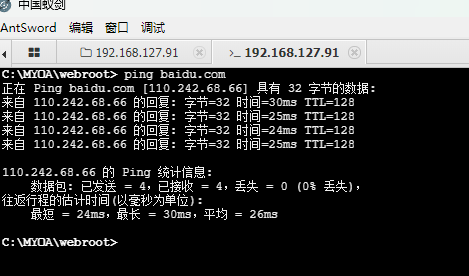 中国蚁剑
AntSword 编辑 窗口 调试
192.168.127.91 192.168.127.91
C:\MYOA\webroot> ping baidu.com
正在 Ping baidu.com [110.242.68.66] 具有 32 字节的数据:
来自 110.242.68.66 的回复: 字节=32 时间=30ms TTL=128
来自 110.242.68.66 的回复: 字节=32 时间=25ms TTL=128
来自 110.242.68.66 的回复: 字节=32 时间=24ms TTL=128
来自 110.242.68.66 的回复: 字节=32 时间=25ms TTL=128
110.242.68.66 的 Ping 统计信息:
数据包: 已发送 = 4，已接收 = 4，丢失 = 0 (0% 丢失)，
往返行程的估计时间(以毫秒为单位):
最短 = 24ms，最长 = 30ms，平均 = 26ms
C:\MYOA\webroot>